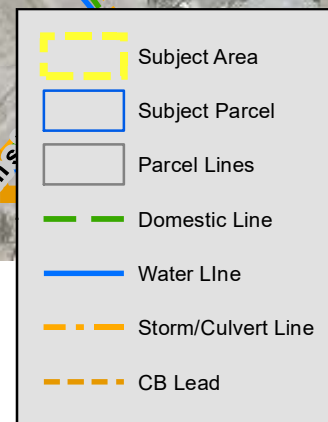 Subject Area
Subject Parcel
Parcel Lines
Domestic Line
Water LIne
Storm/Culvert Line
CB Lead